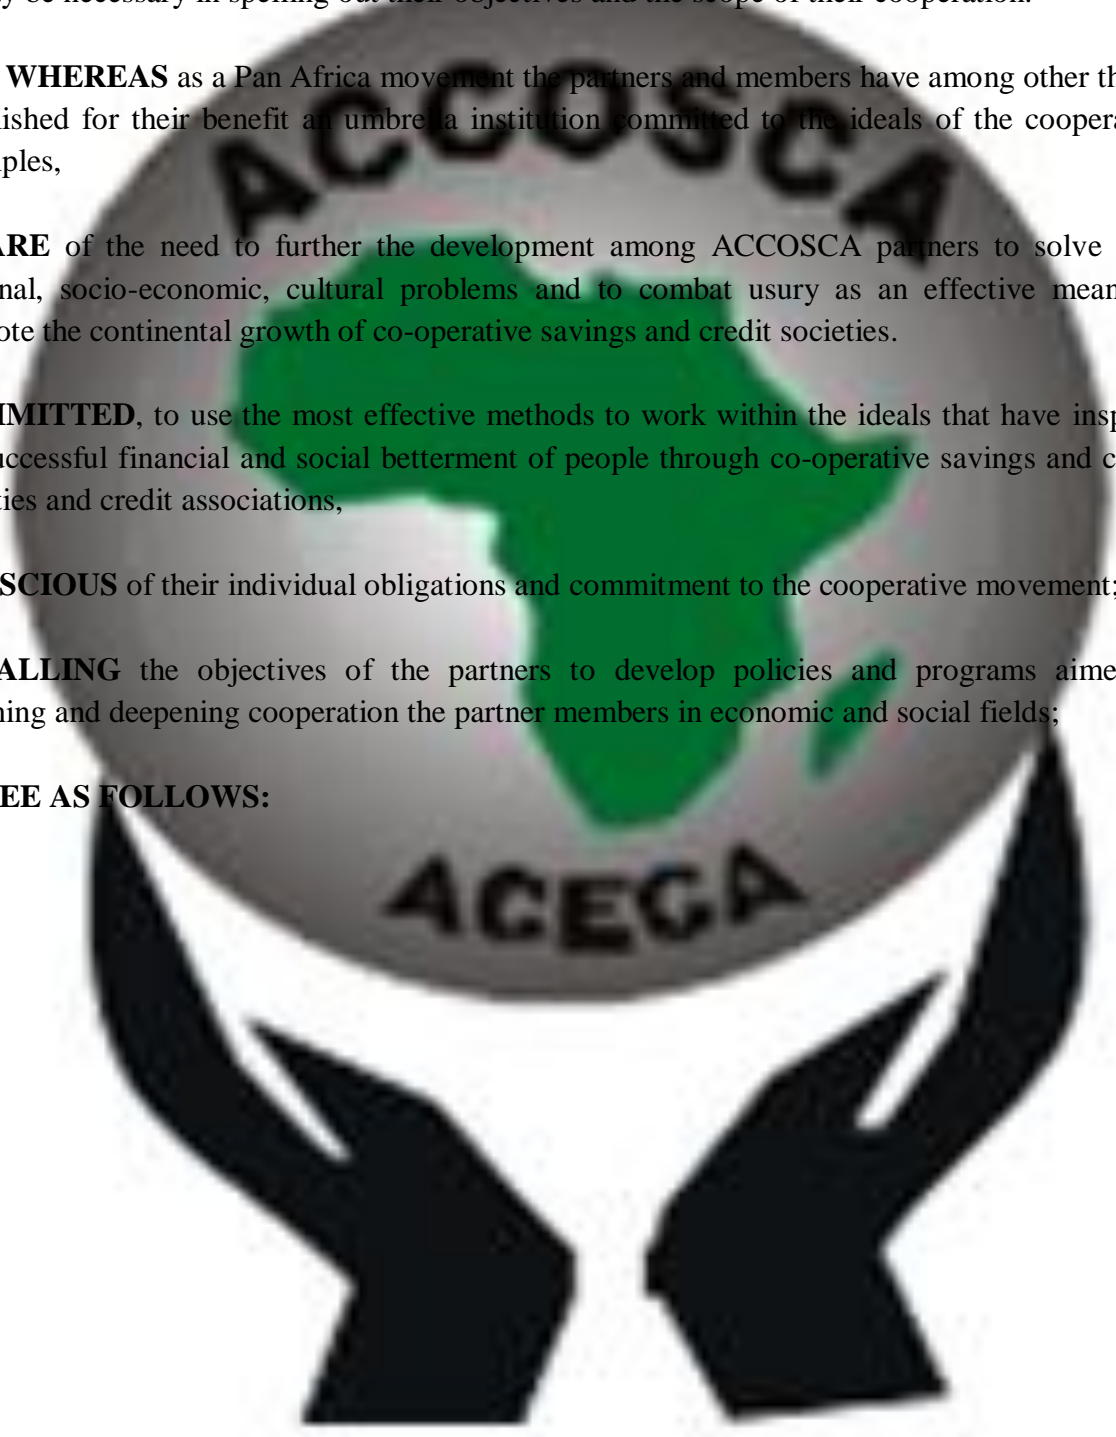 y be necessary in spelling out their objectives and the scope of their cooperation.
WHEREAS as a Pan Africa movement the partners and members have among other th
lished for their benefit an umbrella institution committed to the ideals of the coopera
iples,
ARE of the need to further the development among ACCOSCA partners to solve
nal, socio-economic, cultural problems and to combat usury as an effective mean
ote the continental growth of co-operative savings and credit societies.
MMITTED, to use the most effective methods to work within the ideals that have insp
uccessful financial and social betterment of people through co-operative savings and c
ties and credit associations,
SCIOUS of their individual obligations and commitment to the cooperative movement;
ALLING the objectives of the partners to develop policies and programs aime
ning and deepening cooperation the partner members in economic and social fields;
EE AS FOLLOWS:
ACCOSCA
ACECA